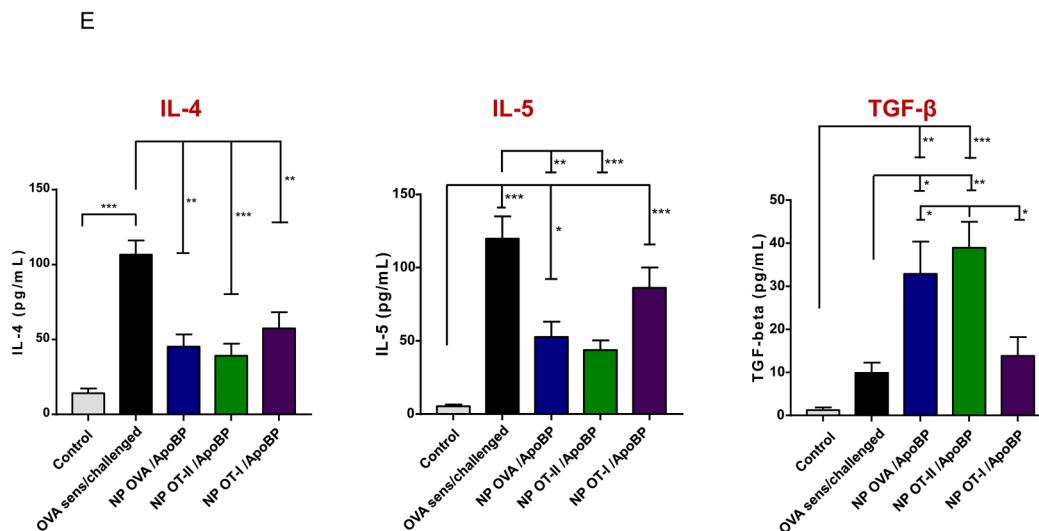 E
IL-4
IL-5
TGF-β
***
**
***
**
IL-4 (pg/mL)
150
100
50
0
Control
OVA sens/challenged
NP OVA /ApoBP
NP OT-II /ApoBP
NP OT-I /ApoBP
**
***
***
*
***
IL-5 (pg/mL)
150
100
50
0
Control
OVA sens/challenged
NP OVA /ApoBP
NP OT-II /ApoBP
NP OT-I /ApoBP
**
***
*
**
*
*
TGF-beta (pg/mL)
50
40
30
20
10
0
Control
OVA sens/challenged
NP OVA /ApoBP
NP OT-II /ApoBP
NP OT-I /ApoBP